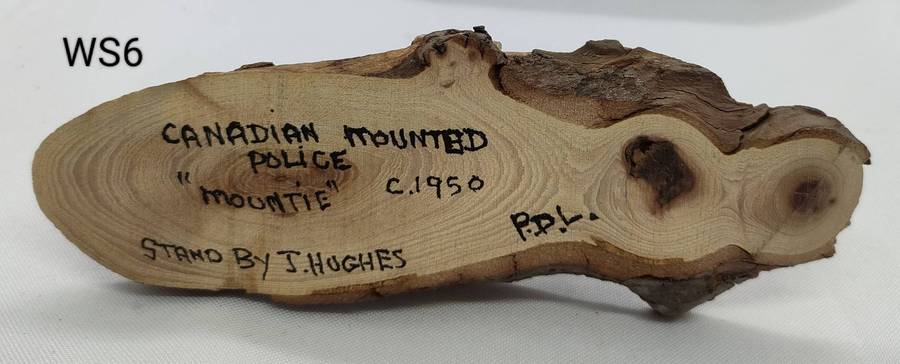 WS6
CANADIAN MOUNTED
POLICE
"MOUNTIE" C.1950
P.D.L.
STAND BY J.HUGHES